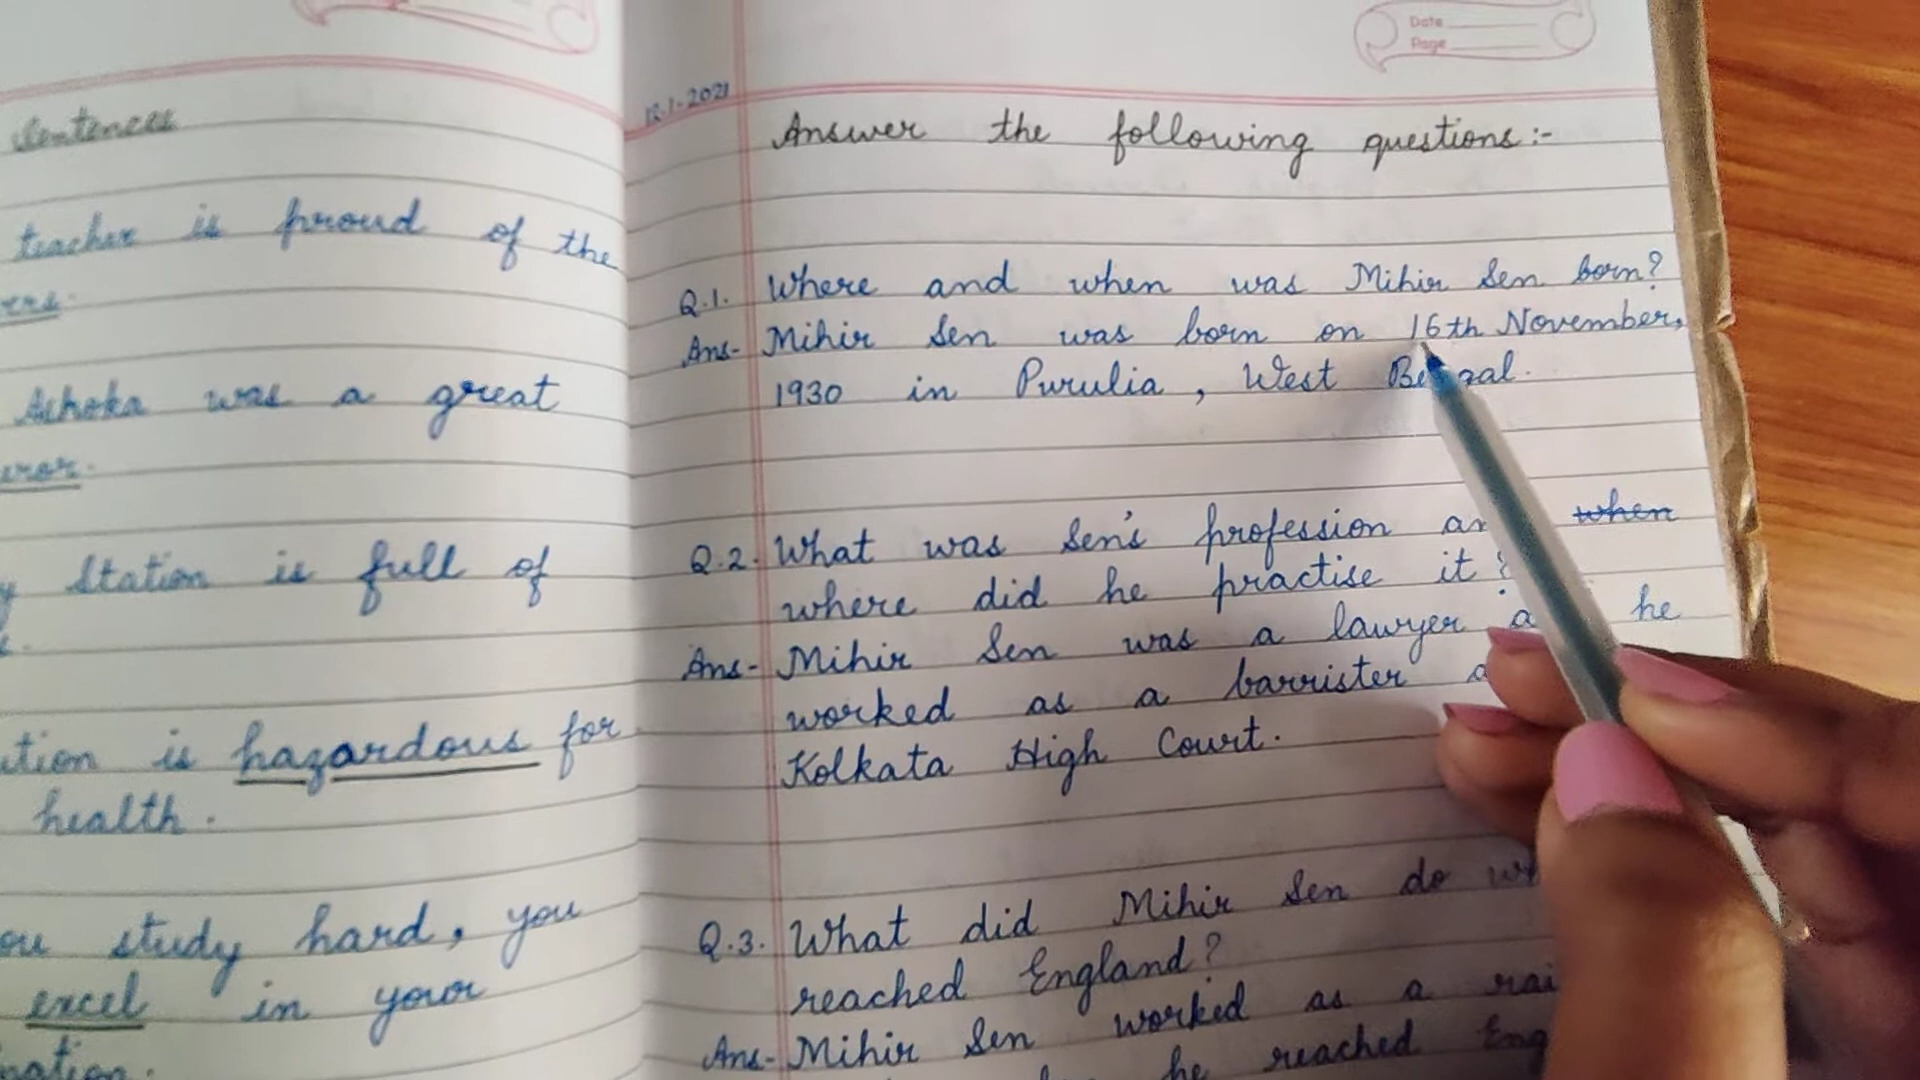 Sentences
teacher is proud of the
Ashoka was a great
Station is full of
is hazardous for
health.
study hard, you
excel in your
Date
Page
12-1-2021
Answer the following questions:-
Q.1. Where and when was Mihir Sen born?
Ans- Mihir Sen was born on 16th November,
1930 in Purulia, West Bengal.
Q.2. What was Sen's profession when
where did he practise it?
Ans- Mihir Sen was a lawyer he
worked as a barrister
Kolkata High Court.
Q.3. What did Mihir Sen do
reached England?
Ans- Mihir Sen worked as a
he reached